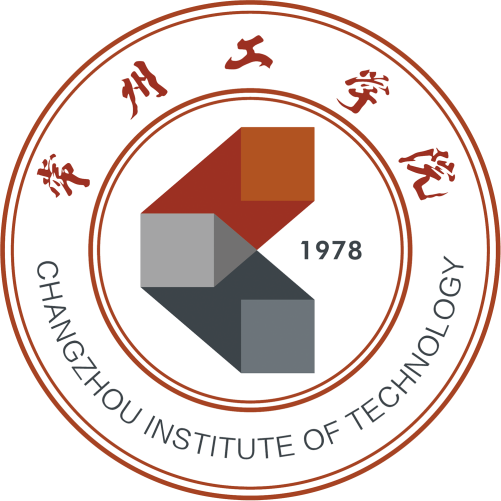 常州工学院
1978
CHANGZHOU INSTITUTE OF TECHNOLOGY